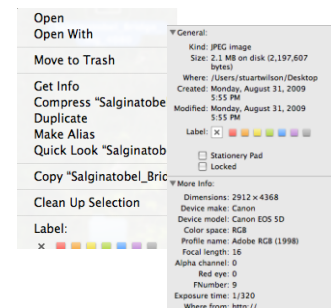 Open
Open With
Move to Trash
Get Info
Compress "Salginatobe
Duplicate
Make Alias
Quick Look "Salginatob
Copy "Salginatobel_Bric
Clean Up Selection
Label:
×
▼General:
Kind: JPEG image
Size: 2.1 MB on disk (2,197,607
bytes)
Where: /Users/stuartwilson/Desktop
Created: Monday, August 31, 2009
5:55 PM
Modified: Monday, August 31, 2009
5:55 PM
Label: ×
Stationery Pad
Locked
▼More Info:
Dimensions: 2912 × 4368
Device make: Canon
Device model: Canon EOS 5D
Color space: RGB
Profile name: Adobe RGB (1998)
Focal length: 16
Alpha channel: 0
Red eye: 0
FNumber: 9
Exposure time: 1/320
Where from: http://